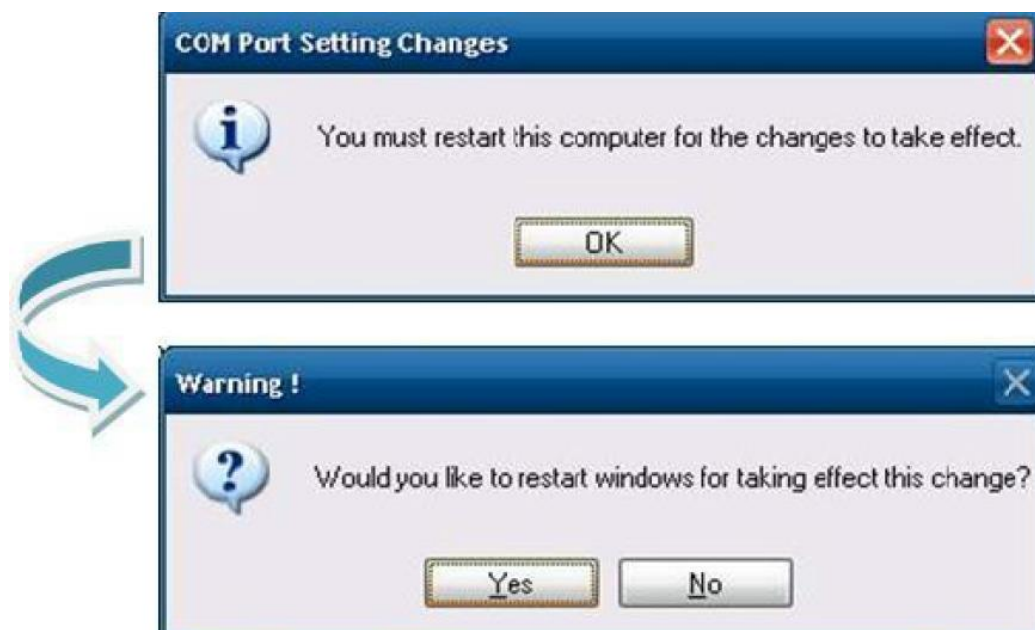 COM Port Setting Changes
You must restart this computer for the changes to take effect.
OK
Warning !
Would you like to restart windows for taking effect this change?
Yes
No